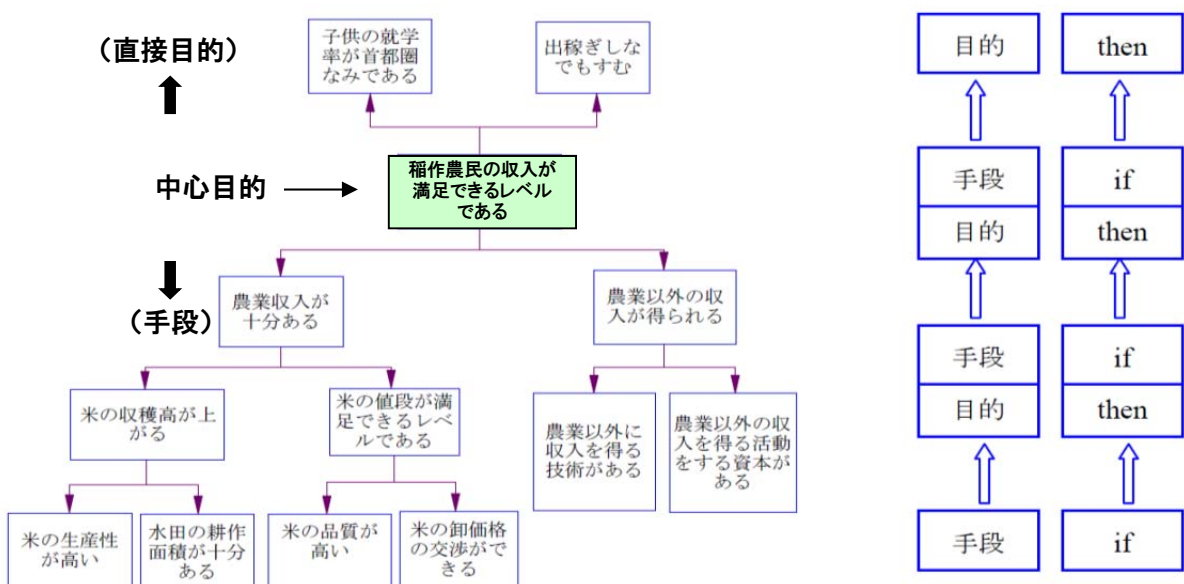 (直接目的)
子供の就学
率が首都圏
なみである
出稼ぎしな
でもすむ
中心目的
稲作農民の収入が
満足できるレベル
である
(手段)
農業収入が
十分ある
農業以外の収
入が得られる
米の収穫高が上
がる
米の値段が満
足できるレベ
ルである
農業以外に
収入を得る
技術がある
農業以外の収
入を得る活動
をする資本が
ある
米の生産性
が高い
水田の耕作
面積が十分
ある
米の品質が
高い
米の卸価格
の交渉がで
きる
目的
then
手段
if
目的
then
手段
if
目的
then
手段
if